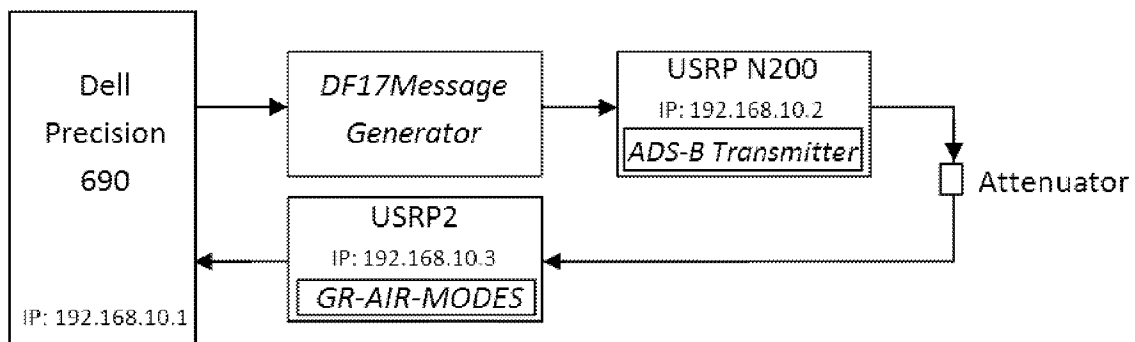 Dell
Precision
690
IP: 192.168.10.1
DF17Message
Generator
USRP N200
IP: 192.168.10.2
ADS-B Transmitter
Attenuator
USRP2
IP: 192.168.10.3
GR-AIR-MODES